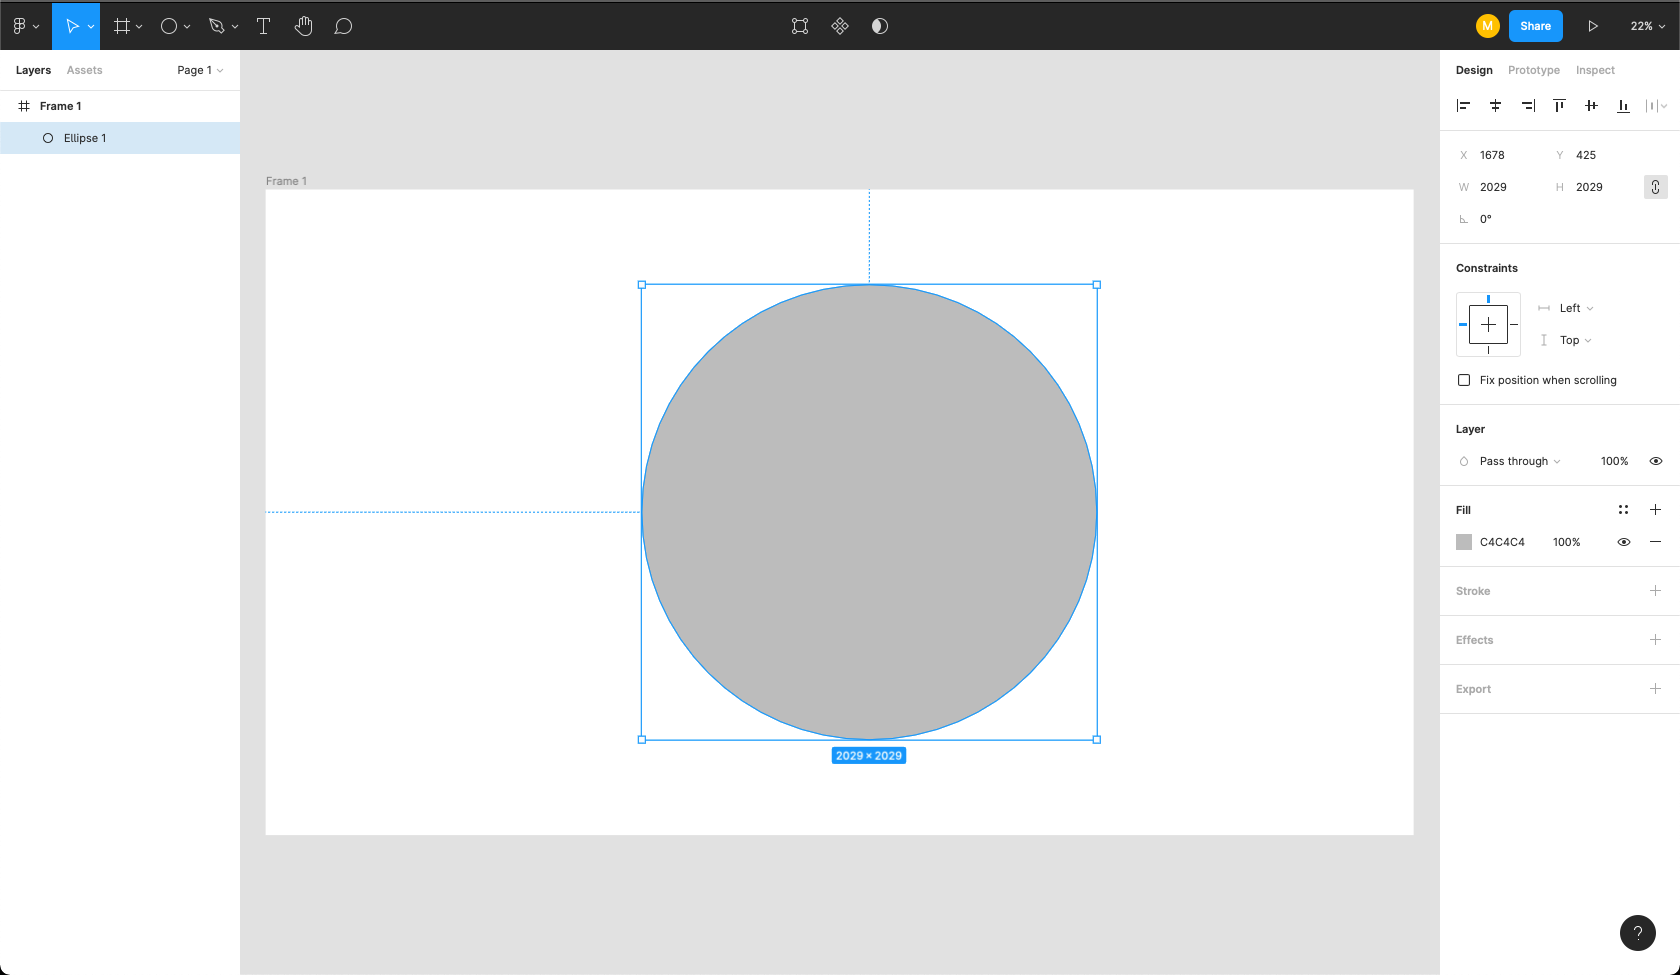 M
Share
22%
Layers
Assets
Page 1
Frame 1
Ellipse 1
Frame 1
2029 × 2029
Design
Prototype
Inspect
X 1678
Y 425
W 2029
H 2029
0°
Constraints
Left
Top
Fix position when scrolling
Layer
Pass through
100%
Fill
C4C4C4
100%
Stroke
Effects
Export
?